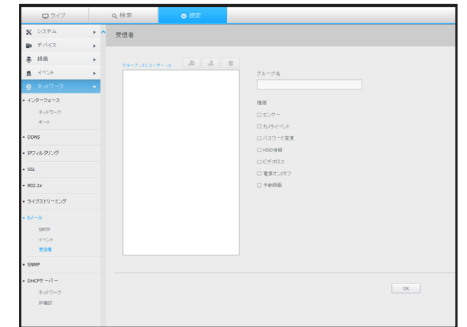 ライブ
検索
設定
システム
デバイス
録画
イベント
ネットワーク
インターフェース
ネットワーク
ポート
DDNS
IPフィルタリング
SSL
802.1x
ライブストリーミング
Eメール
SMTP
イベント
受信者
SNMP
DHCPサーバー
ネットワーク
IP確認
受信者
グループ名
権限
センサー
カメライベント
パスワード変更
HDD情報
ビデオロス
電源オン/オフ
手動録画
OK